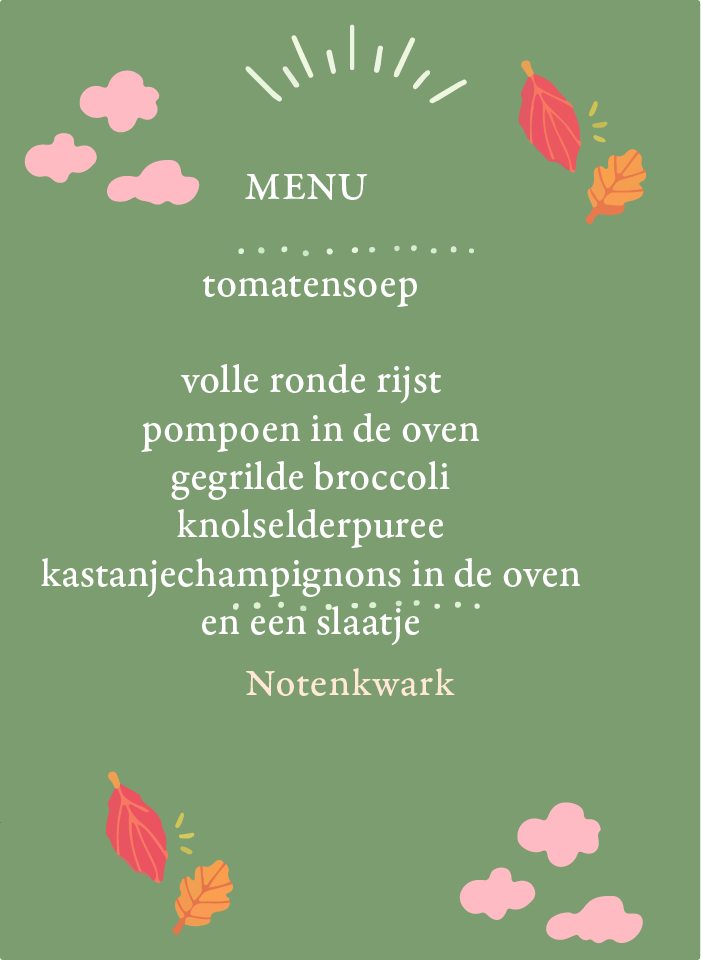 MENU
tomatensoep
volle ronde rijst
pompoen in de oven
gegrilde broccoli
knolselderpuree
kastanjechampignons in de oven
en een slaatje
Notenkwark